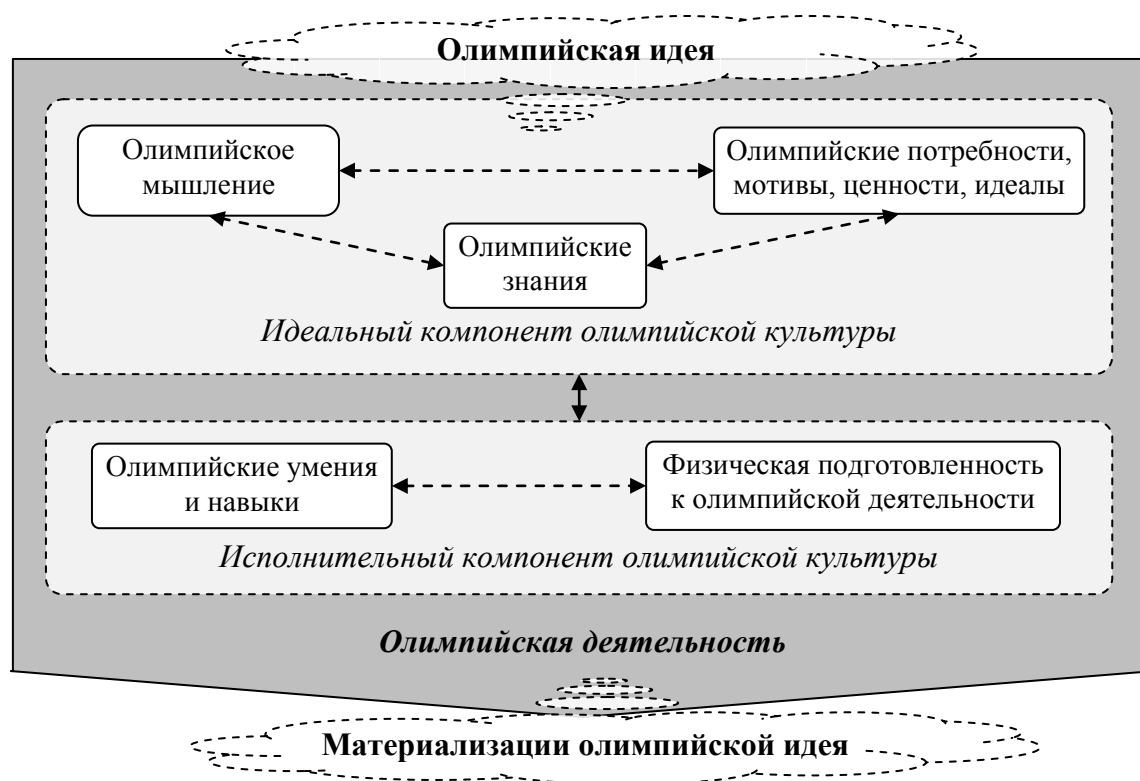 Олимпийская идея
Олимпийское
мышление
Олимпийские потребности,
мотивы, ценности, идеалы
Олимпийские
знания
Идеальный компонент олимпийской культуры
Олимпийские умения
и навыки
Физическая подготовленность
к олимпийской деятельности
Исполнительный компонент олимпийской культуры
Олимпийская деятельность
Материализации олимпийской идея